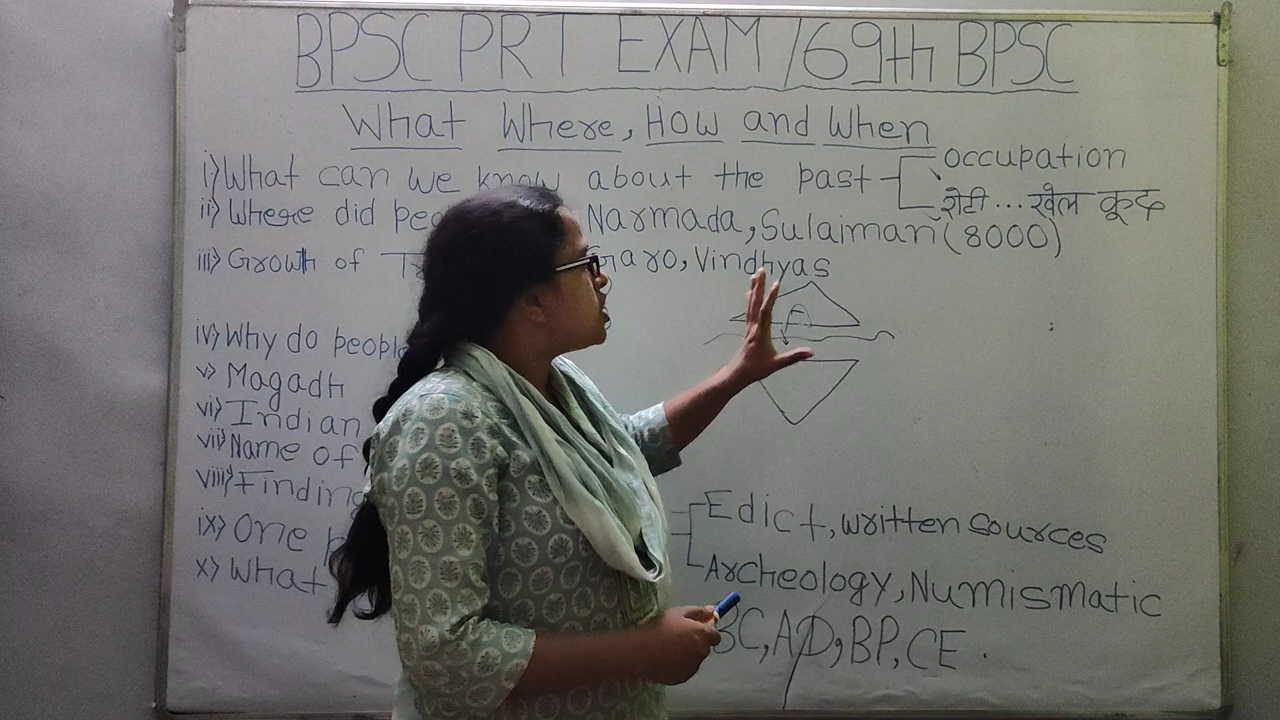 BPSC PRT EXAM / 69th BPSC
What Where, How and When
i) What can we know about the past
occupation
रोटी ... खेल कूद
ii) Where did Narmada, Sulaiman (8000)
iii) Growth of Garo, Vindhyas
iv) Why do people
v) Magadh
vi) Indian
vii) Name of
viii) Finding
ix) One
x) What
Edict, written sources
Archeology, Numismatic
BC, AD, BP, CE .